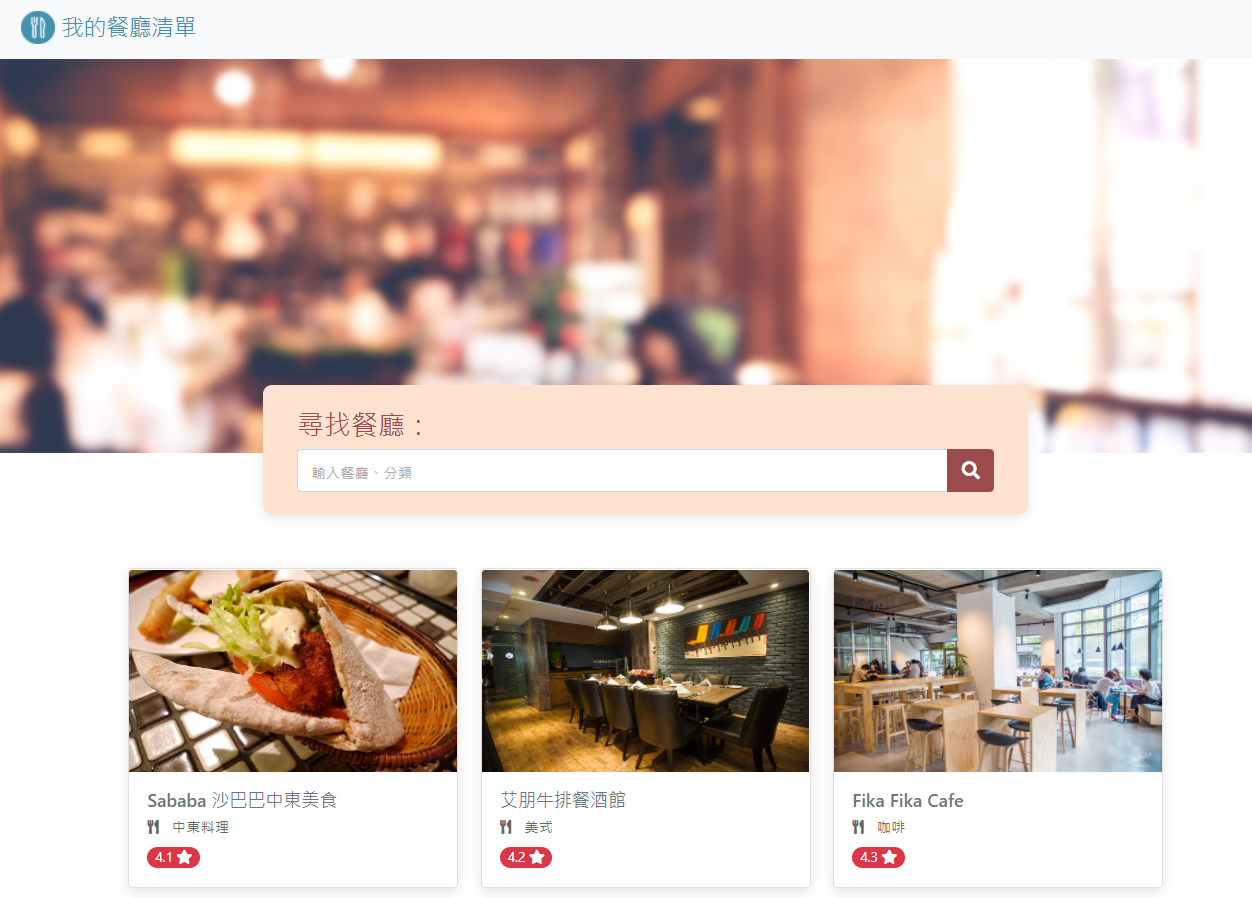 我的餐廳清單
尋找餐廳：
輸入餐廳、分類
Sababa 沙巴巴中東美食
中東料理
4.1
艾朋牛排餐酒館
美式
4.2
Fika Fika Cafe
咖啡
4.3